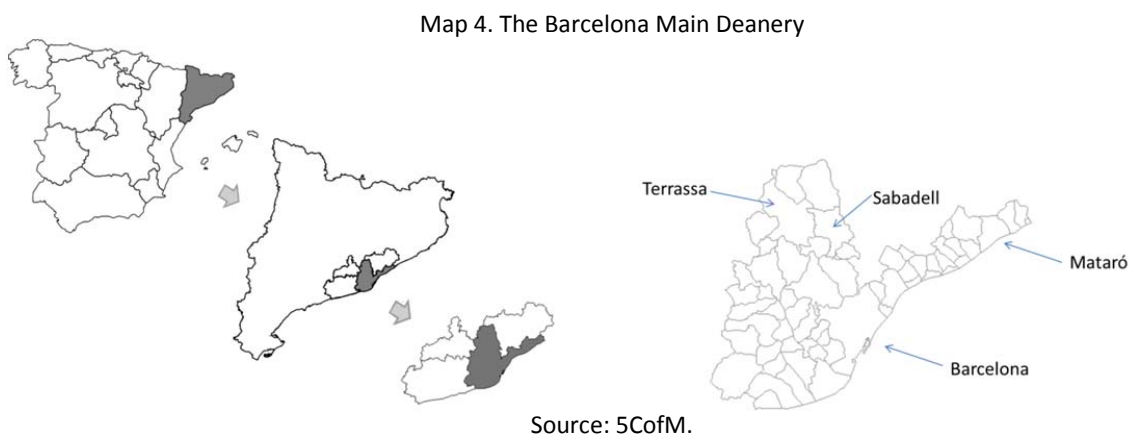 Map 4. The Barcelona Main Deanery
Terrassa
Sabadell
Mataró
Barcelona
Source: 5CofM.